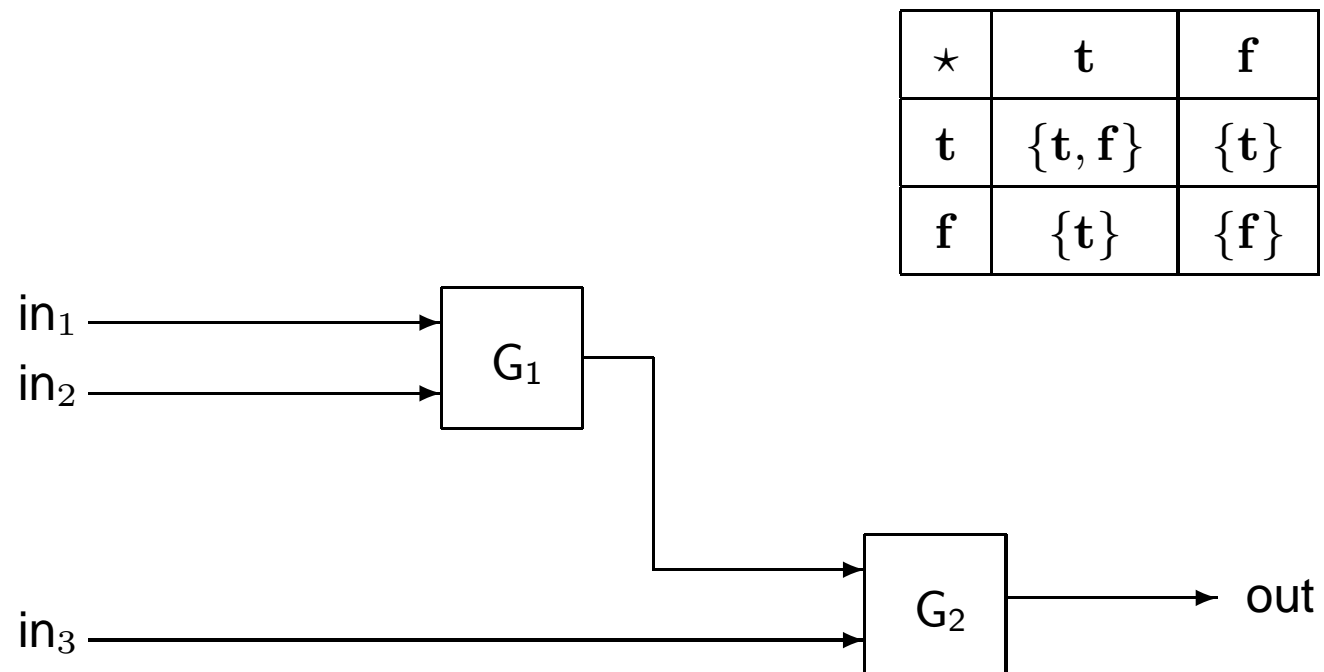 ⋆ t f
t {t, f} {t}
f {t} {f}
in₁
G₁
in₂
G₂
out
in₃